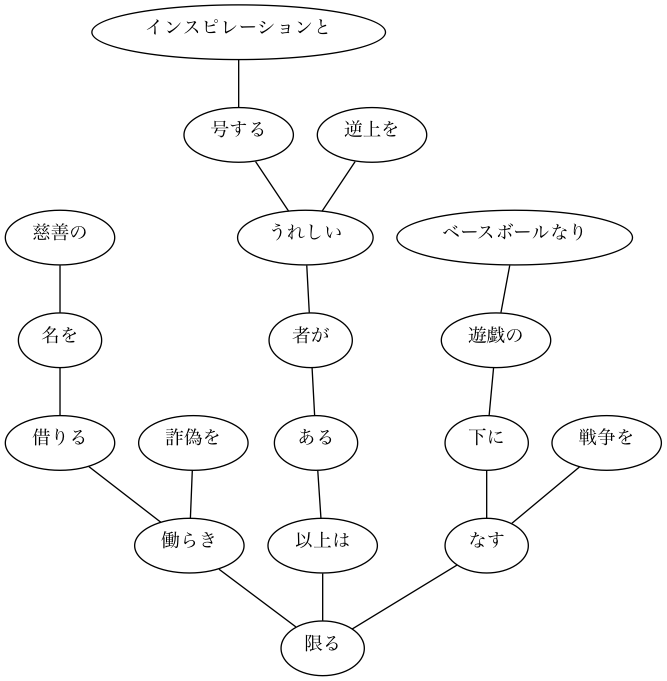 インスピレーションと
号する
逆上を
慈善の
うれしい
ベースボールなり
名を
者が
遊戯の
借りる
詐偽を
ある
下に
戦争を
働らき
以上は
なす
限る